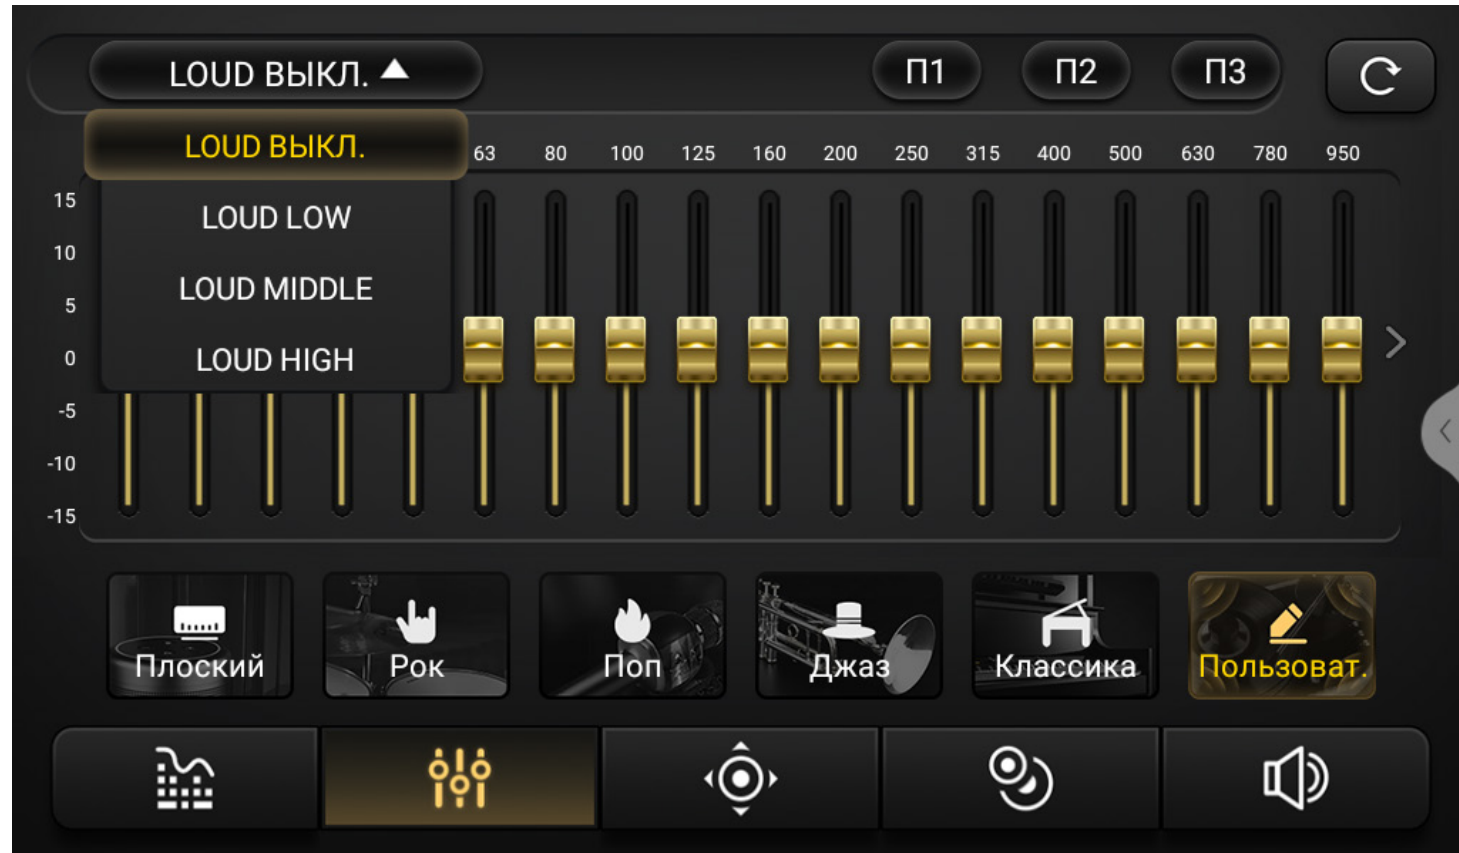 LOUD ВЫКЛ.
П1 П2 П3
LOUD ВЫКЛ.
63 80 100 125 160 200 250 315 400 500 630 780 950
15
LOUD LOW
10
LOUD MIDDLE
5
LOUD HIGH
0
-5
-10
-15
Плоский Рок Поп Джаз Классика Пользоват.